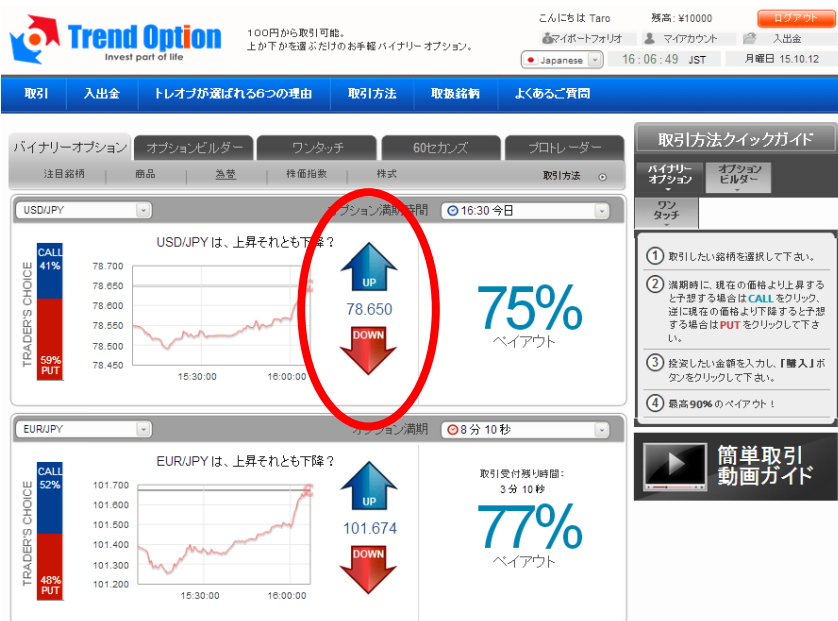 Trend Option
Invest part of life
100円から取引可能。
上か下かを選ぶだけのお手軽バイナリーオプション。
こんにちは Taro 残高: ¥10000 ログアウト
マイポートフォリオ マイアカウント 入出金
Japanese 16:06:49 JST 月曜日 15.10.12
取引 入出金 トレオプが選ばれる6つの理由 取引方法 取扱銘柄 よくあるご質問
バイナリーオプション オプションビルダー ワンタッチ 60セカンズ プロトレーダー
注目銘柄 | 商品 | 為替 | 株価指数 | 株式 取引方法
USD/JPY オプション満期時間 16:30 今日
USD/JPY は、上昇それとも下降？
TRADER'S CHOICE
CALL
41%
59%
PUT
78.700
78.650
78.600
78.550
78.500
78.450
15:30:00 16:00:00
UP
78.650
DOWN
75%
ペイアウト
EUR/JPY オプション満期 8 分 10 秒
EUR/JPY は、上昇それとも下降？
TRADER'S CHOICE
CALL
52%
48%
PUT
101.700
101.600
101.500
101.400
101.300
101.200
15:30:00 16:00:00
UP
101.674
DOWN
取引受付残り時間:
3 分 10 秒
77%
ペイアウト
取引方法クイックガイド
バイナリー
オプション
オプション
ビルダー
ワン
タッチ
1 取引したい銘柄を選択して下さい。
2 満期時に、現在の価格より上昇する
と予想する場合はCALLをクリック、
逆に現在の価格より下降すると予想
する場合はPUTをクリックして下さ
い。
3 投資したい金額を入力し、「購入」ボ
タンをクリックして下さい。
4 最高90%のペイアウト！
簡単取引
動画ガイド